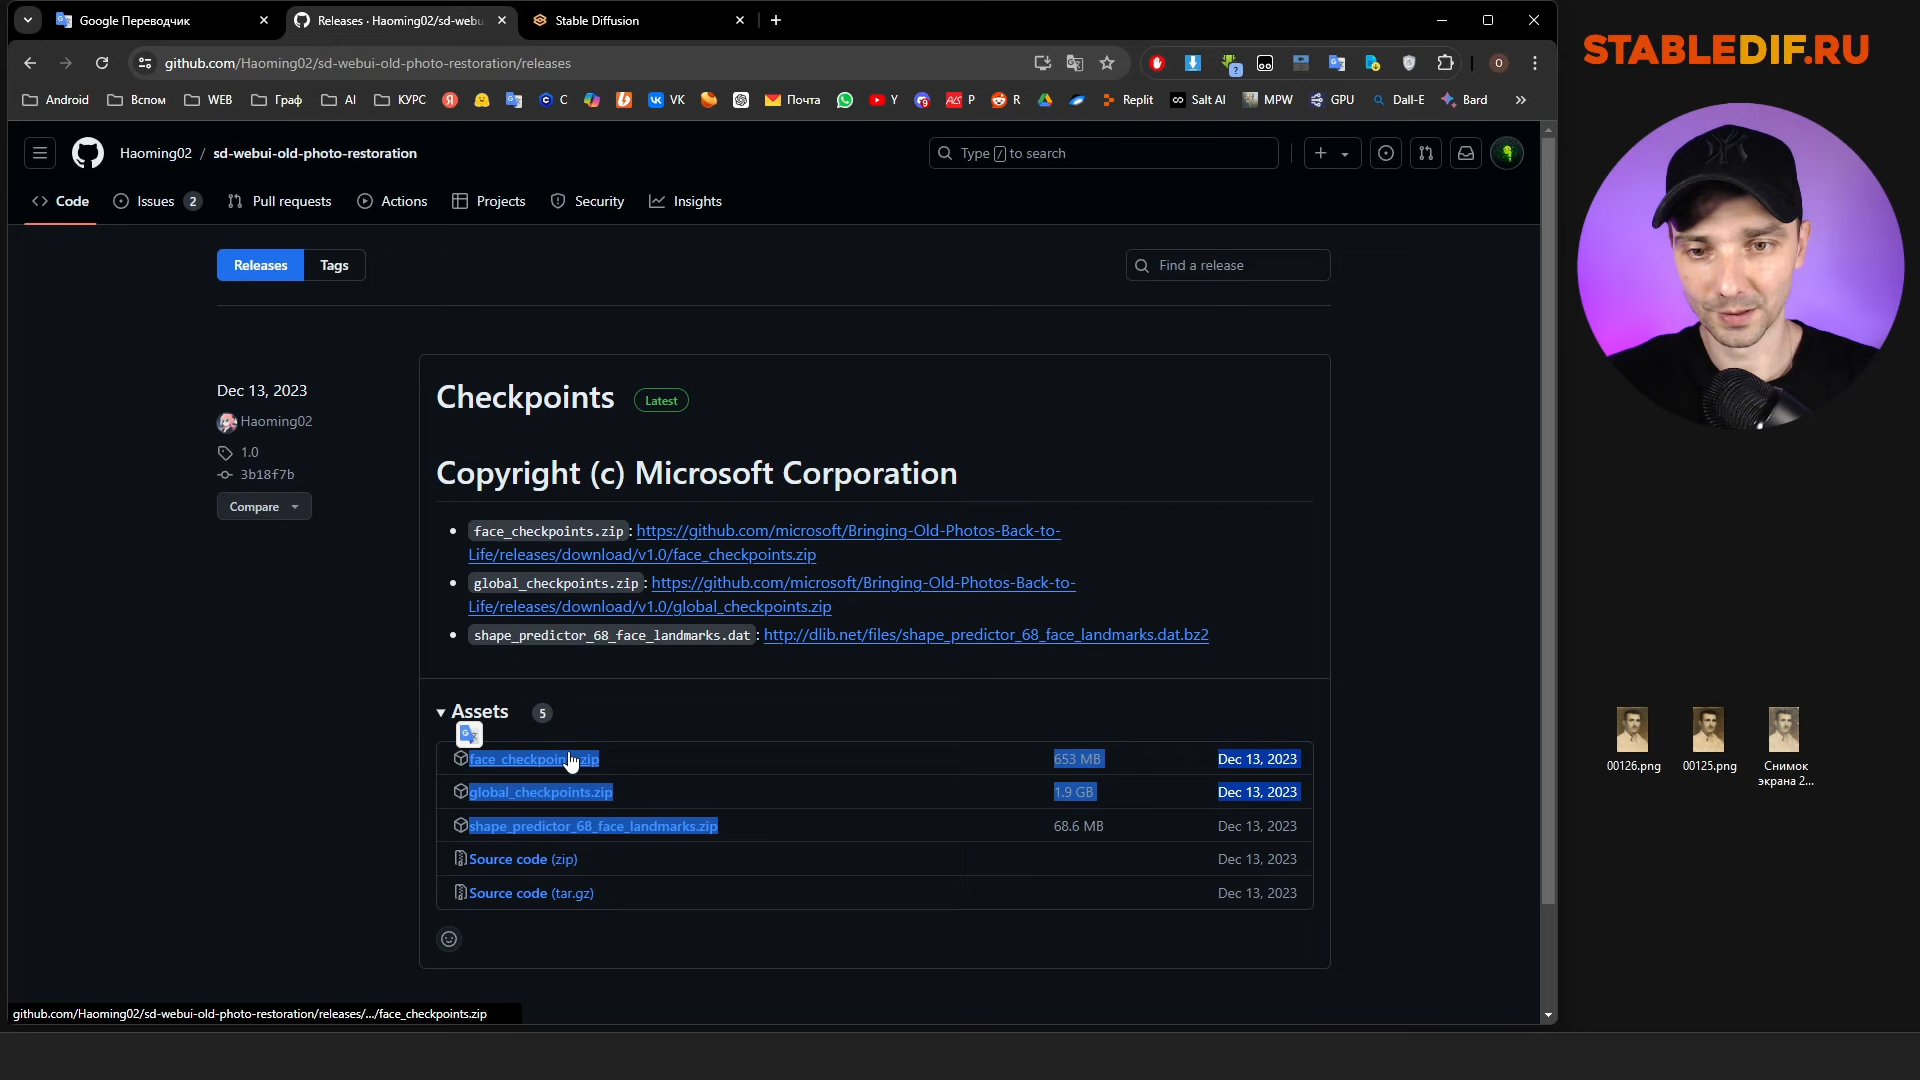 Google Переводчик
Releases · Haoming02/sd-webu
Stable Diffusion
STABLEDIF.RU
github.com/Haoming02/sd-webui-old-photo-restoration/releases
Android
Вспом
WEB
Граф
AI
КУРС
C
VK
Почта
Y
P
R
Replit
Salt AI
MPW
GPU
Dall-E
Bard
Haoming02 / sd-webui-old-photo-restoration
Type / to search
Code
Issues 2
Pull requests
Actions
Projects
Security
Insights
Releases
Tags
Find a release
Dec 13, 2023
Haoming02
1.0
3b18f7b
Compare
Checkpoints Latest
Copyright (c) Microsoft Corporation
face_checkpoints.zip: https://github.com/microsoft/Bringing-Old-Photos-Back-to-
Life/releases/download/v1.0/face_checkpoints.zip
global_checkpoints.zip: https://github.com/microsoft/Bringing-Old-Photos-Back-to-
Life/releases/download/v1.0/global_checkpoints.zip
shape_predictor_68_face_landmarks.dat: http://dlib.net/files/shape_predictor_68_face_landmarks.dat.bz2
Assets 5
face_checkpoints.zip 653 MB Dec 13, 2023
global_checkpoints.zip 1.9 GB Dec 13, 2023
shape_predictor_68_face_landmarks.zip 68.6 MB Dec 13, 2023
Source code (zip) Dec 13, 2023
Source code (tar.gz) Dec 13, 2023
00126.png
00125.png
Снимок
экрана 2...
github.com/Haoming02/sd-webui-old-photo-restoration/releases/.../face_checkpoints.zip